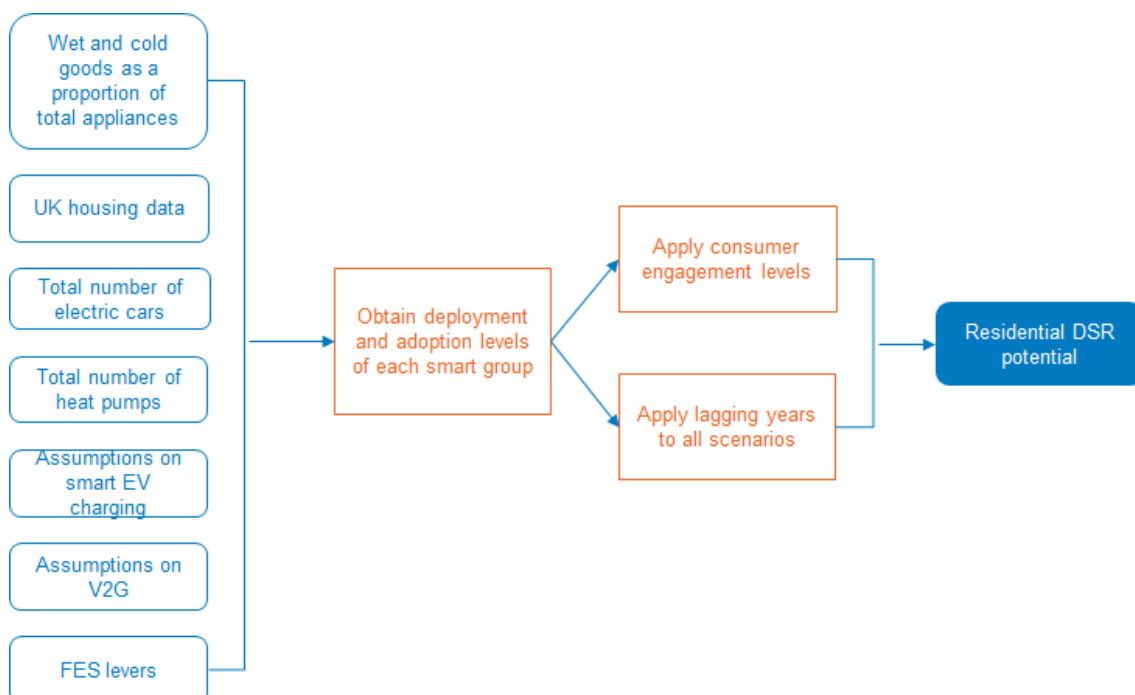 Wet and cold
goods as a
proportion of
total appliances
UK housing data
Total number of
electric cars
Total number of
heat pumps
Assumptions on
smart EV
charging
Assumptions on
V2G
FES levers
Obtain deployment
and adoption levels
of each smart group
Apply consumer
engagement levels
Apply lagging years
to all scenarios
Residential DSR
potential